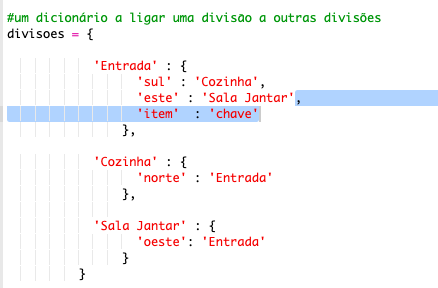 #um dicionário a ligar uma divisão a outras divisões
divisoes = {
'Entrada' : {
'sul' : 'Cozinha',
'este' : 'Sala Jantar',
'item'  : 'chave'
},
'Cozinha' : {
'norte' : 'Entrada'
},
'Sala Jantar' : {
'oeste': 'Entrada'
}
}